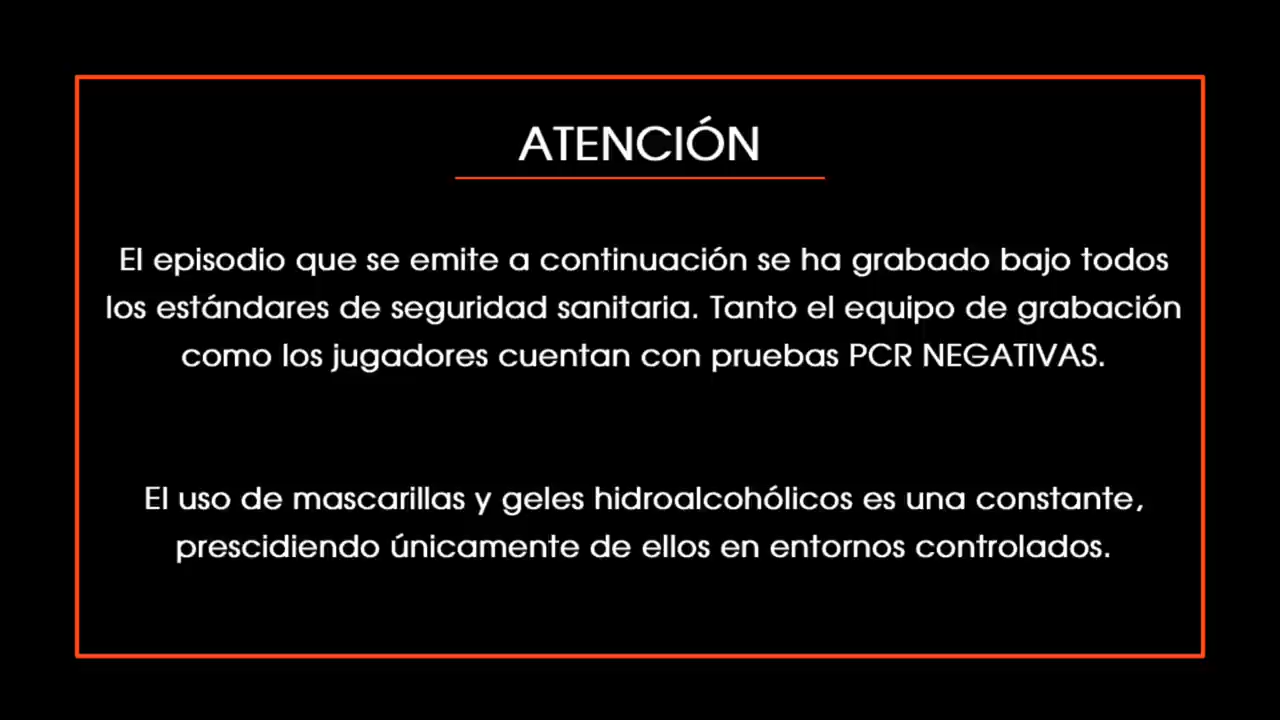 ATENCIÓN
El episodio que se emite a continuación se ha grabado bajo todos
los estándares de seguridad sanitaria. Tanto el equipo de grabación
como los jugadores cuentan con pruebas PCR NEGATIVAS.
El uso de mascarillas y geles hidroalcohólicos es una constante,
prescidiendo únicamente de ellos en entornos controlados.